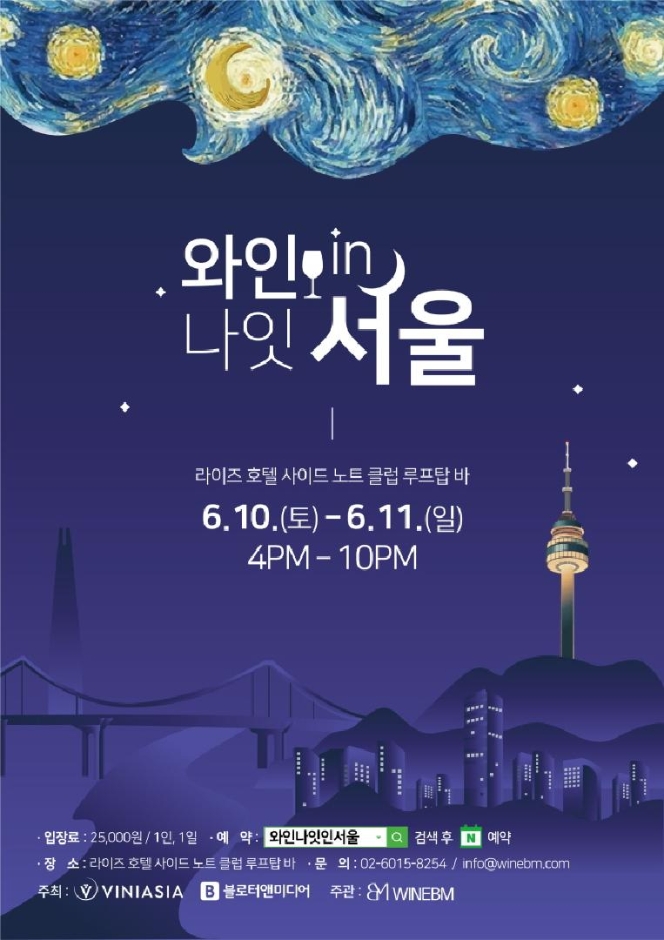 와인 in
나잇 서울
라이즈 호텔 사이드 노트 클럽 루프탑 바
6.10.(토) – 6.11.(일)
4PM – 10PM
· 입장료 : 25,000원 / 1인, 1일 · 예 약 : 와인나잇인서울 검색 후 N 예약
· 장 소 : 라이즈 호텔 사이드 노트 클럽 루프탑 바 · 문 의 : 02-6015-8254 / info@winebm.com
주최 : VINIASIA B 블로터앤미디어 주관 : BM WINEBM